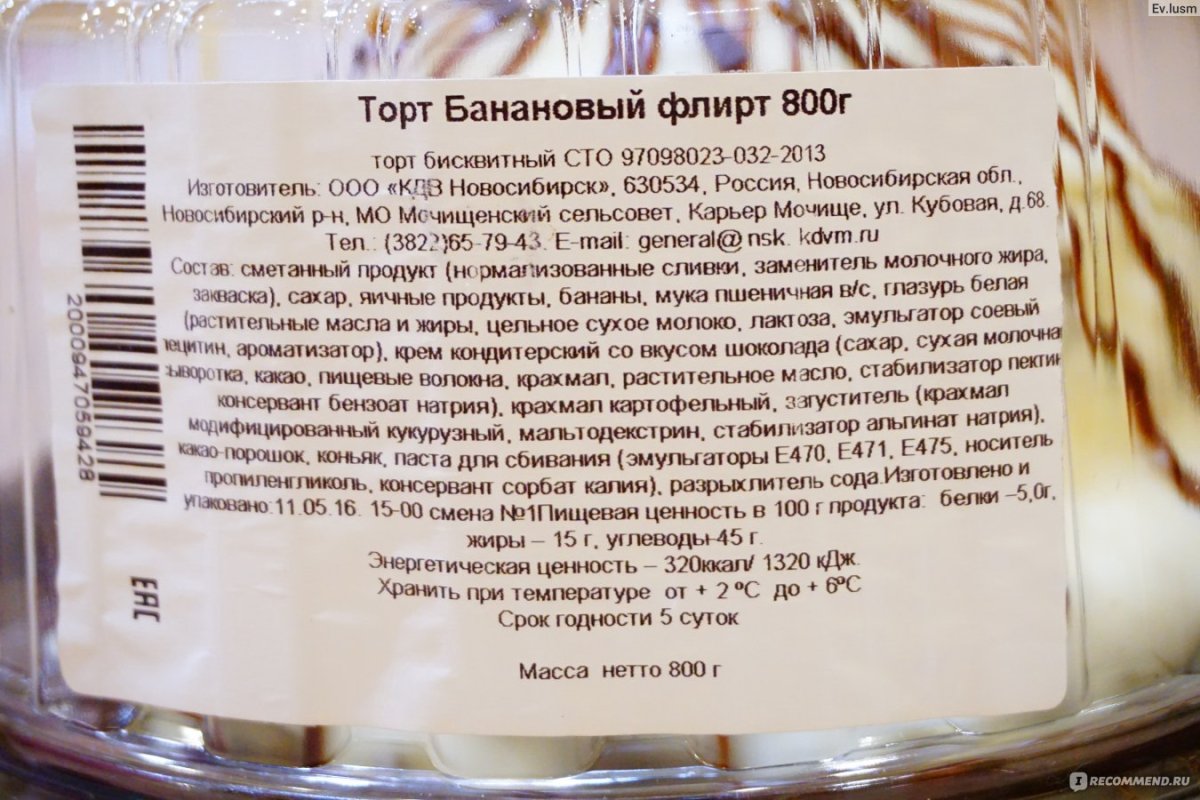 Ev.lusm
Торт Банановый флирт 800г
торт бисквитный СТО 97098023-032-2013
Изготовитель: ООО «КДВ Новосибирск», 630534, Россия, Новосибирская обл.,
Новосибирский р-н, МО Мочищенский сельсовет, Карьер Мочище, ул. Кубовая, д.68.
Тел.: (3822)65-79-43. E-mail: general@nsk.kdvm.ru
Состав: сметанный продукт (нормализованные сливки, заменитель молочного жира,
закваска), сахар, яичные продукты, бананы, мука пшеничная в/с, глазурь белая
(растительные масла и жиры, цельное сухое молоко, лактоза, эмульгатор соевый
лецитин, ароматизатор), крем кондитерский со вкусом шоколада (сахар, сухая молочная
сыворотка, какао, пищевые волокна, крахмал, растительное масло, стабилизатор пектин
консервант бензоат натрия), крахмал картофельный, загуститель (крахмал
модифицированный кукурузный, мальтодекстрин, стабилизатор альгинат натрия),
какао-порошок, коньяк, паста для сбивания (эмульгаторы Е470, Е471, Е475, носитель
пропиленгликоль, консервант сорбат калия), разрыхлитель сода.Изготовлено и
упаковано:11.05.16. 15-00 смена №1Пищевая ценность в 100 г продукта: белки –5,0г,
жиры – 15 г, углеводы-45 г.
Энергетическая ценность – 320ккал/ 1320 кДж.
Хранить при температуре от + 2 ºС до + 6ºС
Срок годности 5 суток
Масса нетто 800 г
2000947059428
EAC
IRECOMMEND.RU